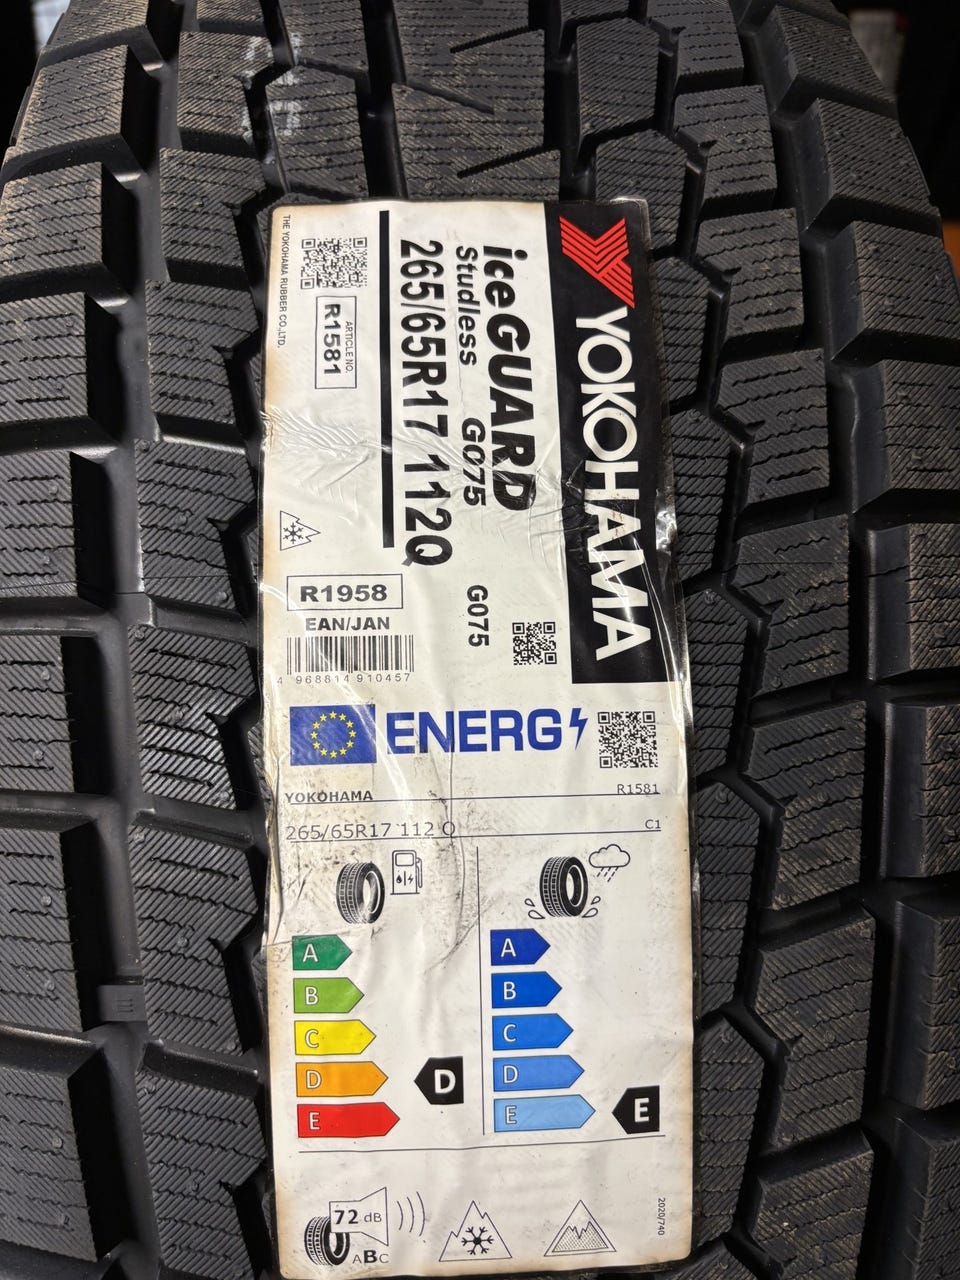 YOKOHAMA
iceGUARD
Studless G075
G075
265/65R17 112Q
ARTICLE NO.
R1581
THE YOKOHAMA RUBBER CO.,LTD.
R1958
EAN/JAN
4 968814 910457
ENERG
YOKOHAMA R1581
265/65R17 112 Q C1
A A
B B
C C
D D
D
E E
E
72 dB
ABC
2020/740